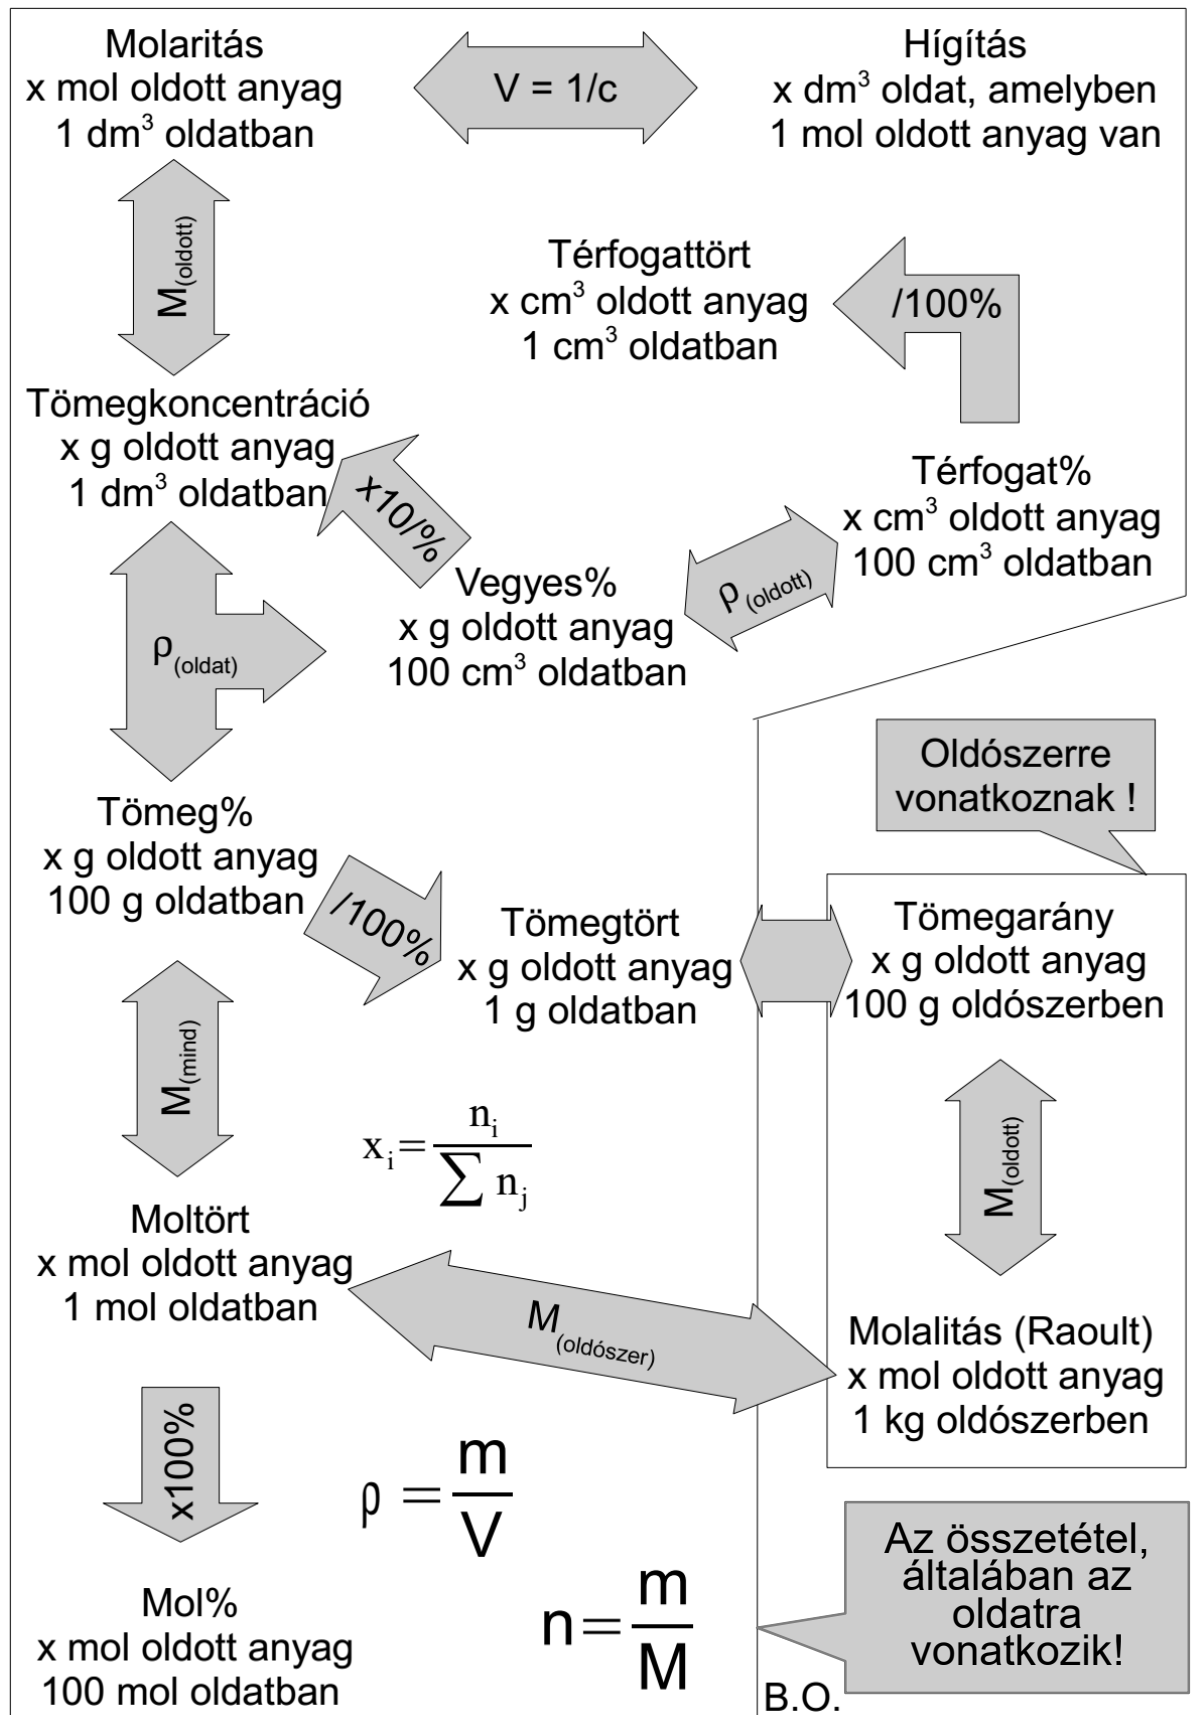 Molaritás
x mol oldott anyag
1 dm³ oldatban
V = 1/c
Hígítás
x dm³ oldat, amelyben
1 mol oldott anyag van
M(oldott)
Térfogattört
x cm³ oldott anyag
1 cm³ oldatban
/100%
Tömegkoncentráció
x g oldott anyag
1 dm³ oldatban
x10/%
Térfogat%
x cm³ oldott anyag
100 cm³ oldatban
Vegyes%
x g oldott anyag
100 cm³ oldatban
ρ(oldott)
ρ(oldat)
Oldószerre
vonatkoznak !
Tömeg%
x g oldott anyag
100 g oldatban
/100%
Tömegtört
x g oldott anyag
1 g oldatban
Tömegarány
x g oldott anyag
100 g oldószerben
M(mind)
xᵢ = nᵢ / ∑ nⱼ
M(oldott)
Moltört
x mol oldott anyag
1 mol oldatban
M(oldószer)
Molalitás (Raoult)
x mol oldott anyag
1 kg oldószerben
x100%
ρ = m / V
Mol%
x mol oldott anyag
100 mol oldatban
n = m / M
Az összetétel,
általában az
oldatra
vonatkozik!
B.O.